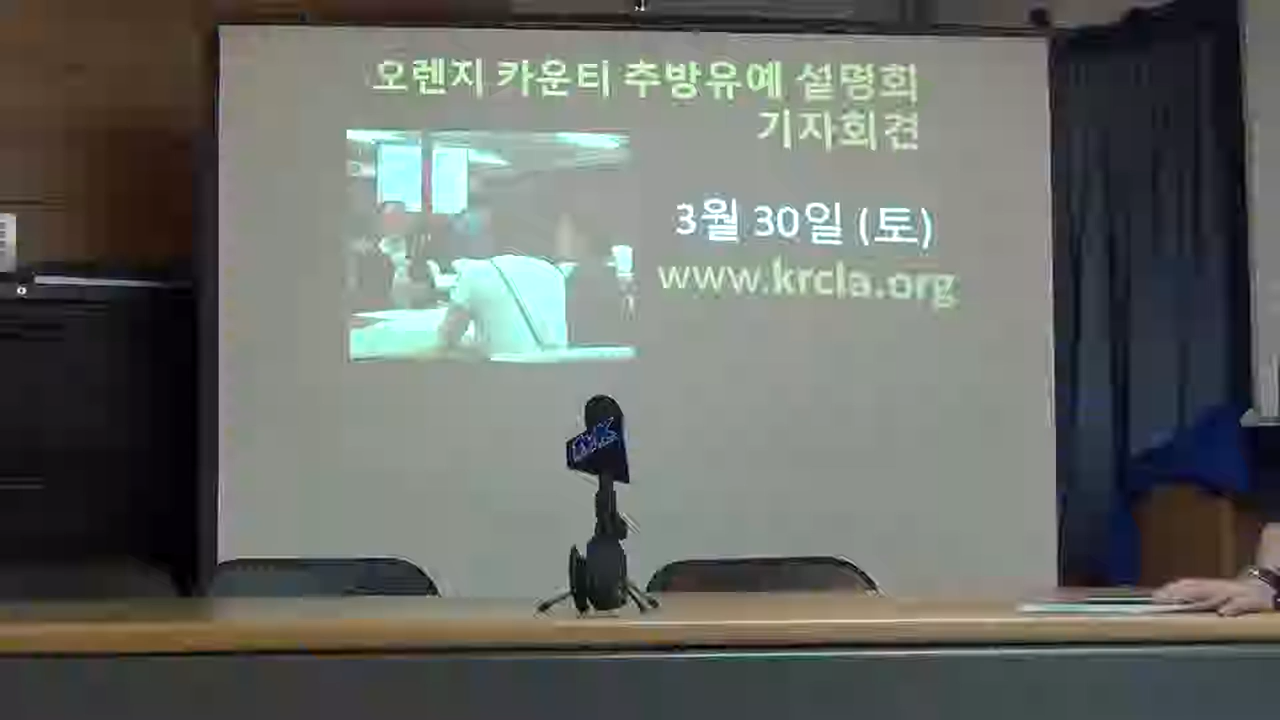 오렌지 카운티 추방유예 설명회
기자회견
3월 30일 (토)
www.krcla.org